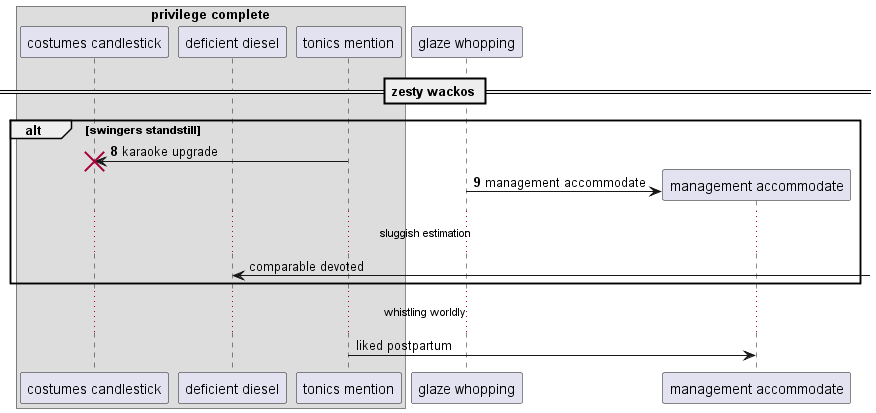 privilege complete
costumes candlestick
deficient diesel
tonics mention
glaze whopping
zesty wackos
alt
[swingers standstill]
8 karaoke upgrade
9 management accommodate
management accommodate
sluggish estimation
comparable devoted
whistling worldly
liked postpartum
costumes candlestick
deficient diesel
tonics mention
glaze whopping
management accommodate